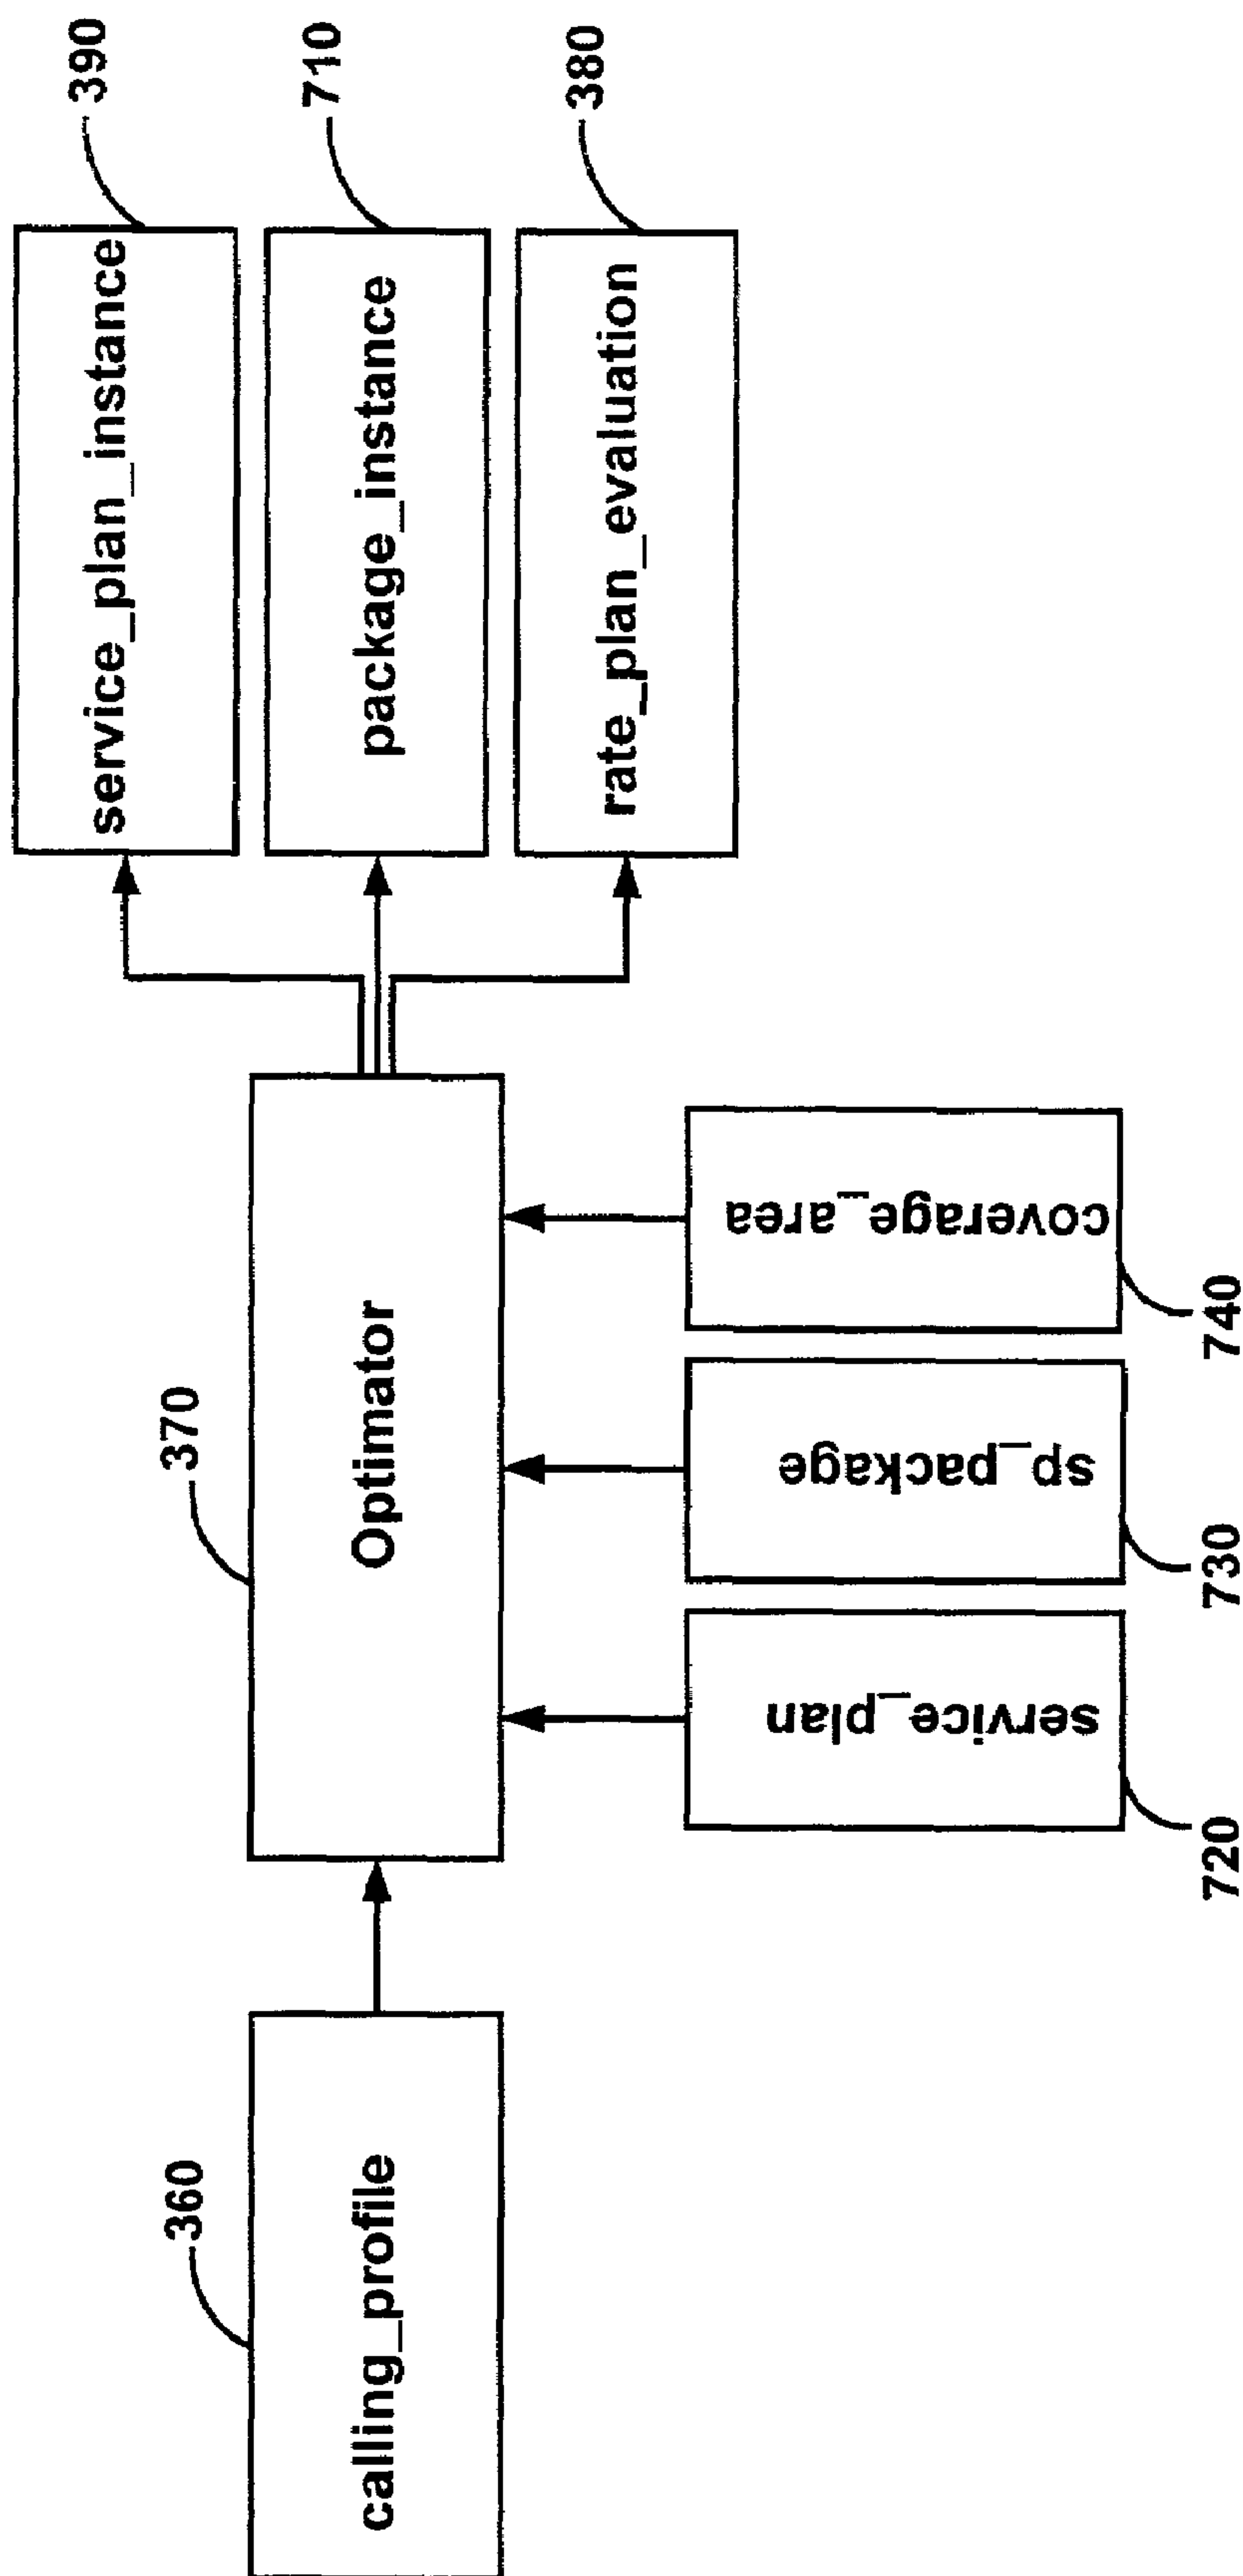 360
calling_profile
370
Optimator
390
service_plan_instance
710
package_instance
380
rate_plan_evaluation
service_plan
720
sp_package
730
coverage_area
740